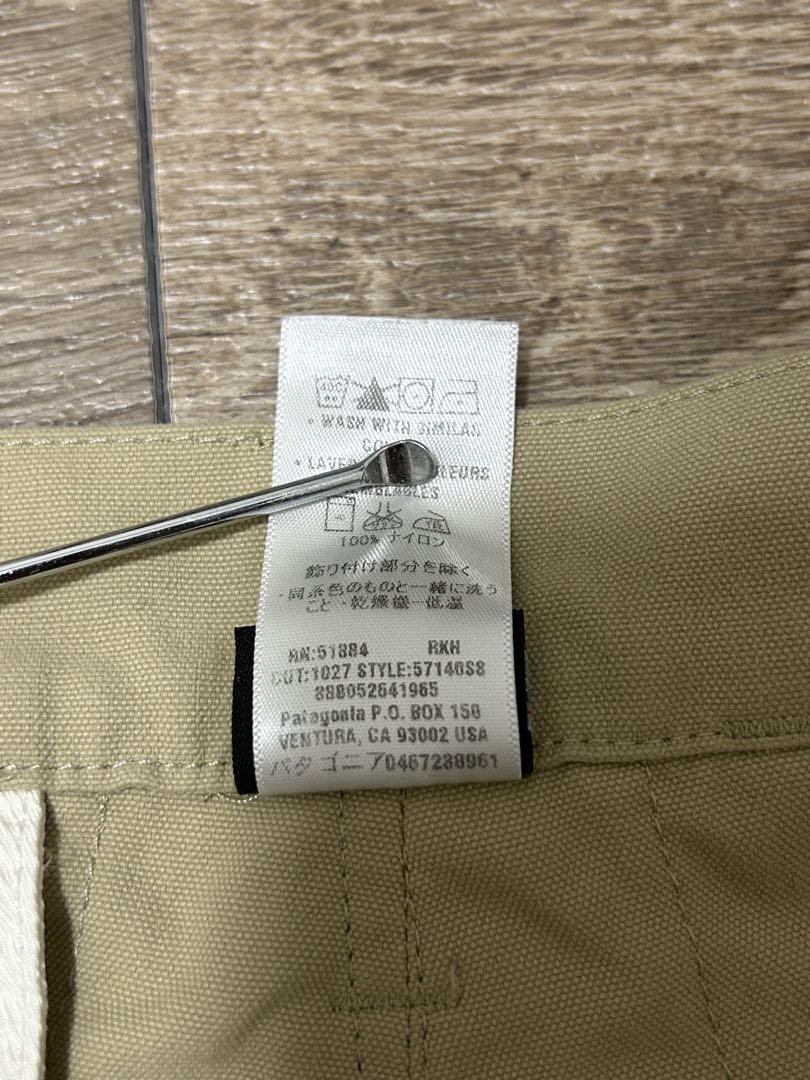 • WASH WITH SIMILAR
• LAVER
100% ナイロン
飾り付け部分を除く
・同系色のものと一緒に洗う
こと ・乾燥機－低温
RN:51884 RKH
CUT:1027 STYLE:57140S8
888052641965
Patagonia P.O. BOX 150
VENTURA, CA 93002 USA
パタゴニア0467238961